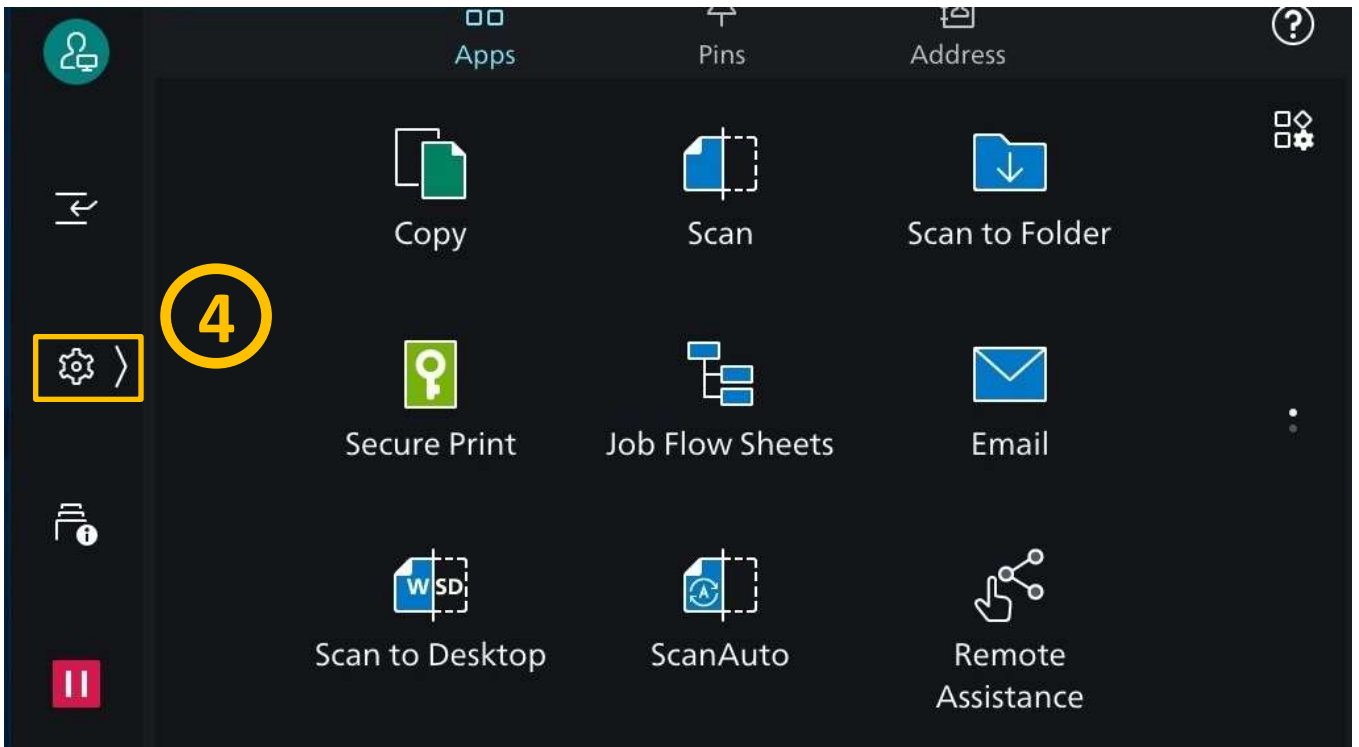 Apps Pins Address
?
Copy Scan Scan to Folder
4
Secure Print Job Flow Sheets Email
i
W SD A
Scan to Desktop ScanAuto Remote
Assistance